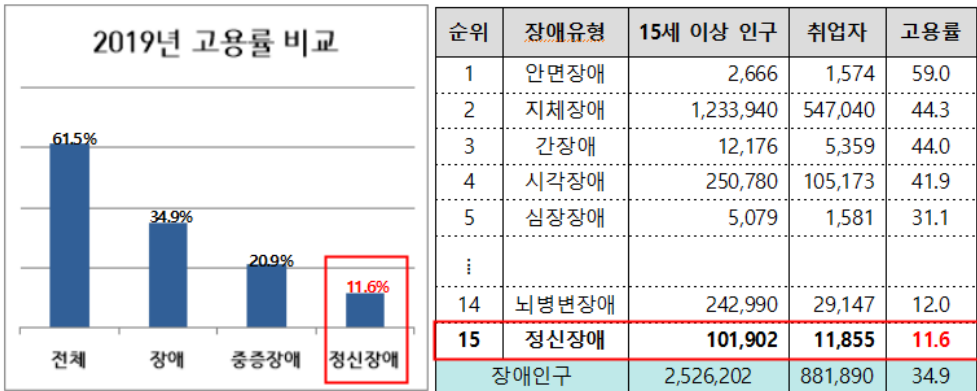 2019년 고용률 비교
61.5%
34.9%
20.9%
11.6%
전체 장애 중증장애 정신장애
순위 장애유형 15세 이상 인구 취업자 고용률
1 안면장애 2,666 1,574 59.0
2 지체장애 1,233,940 547,040 44.3
3 간장애 12,176 5,359 44.0
4 시각장애 250,780 105,173 41.9
5 심장장애 5,079 1,581 31.1
⁞
14 뇌병변장애 242,990 29,147 12.0
15 정신장애 101,902 11,855 11.6
장애인구 2,526,202 881,890 34.9